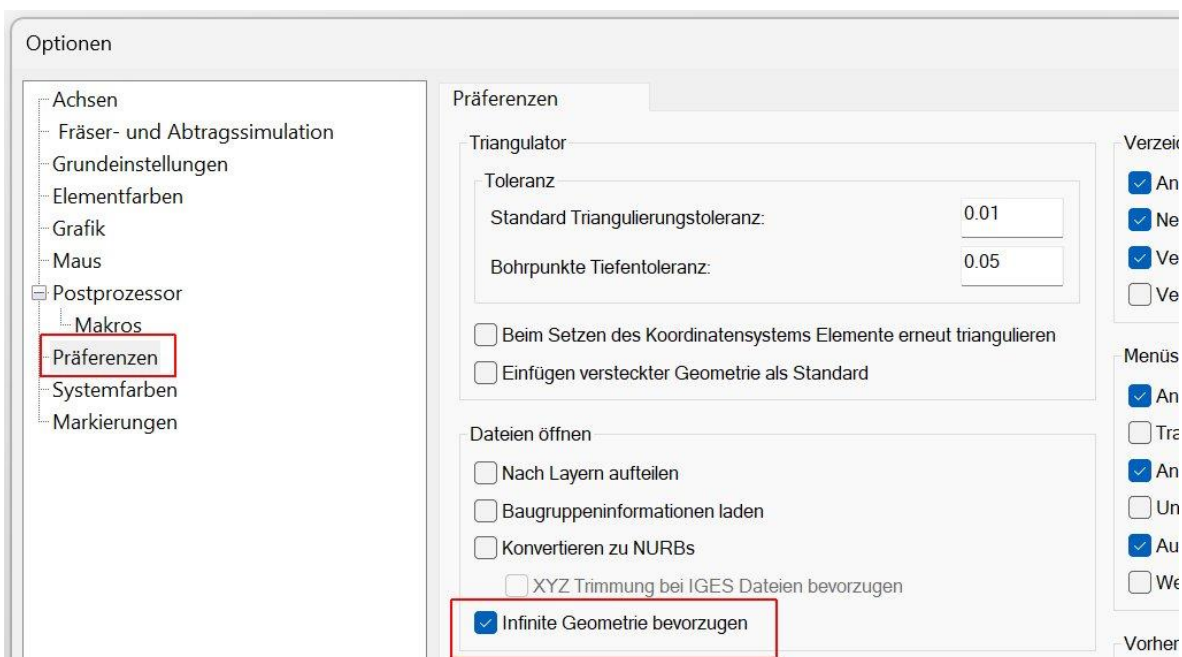 Optionen
Achsen
Fräser- und Abtragssimulation
Grundeinstellungen
Elementfarben
Grafik
Maus
Postprozessor
Makros
Präferenzen
Systemfarben
Markierungen
Präferenzen
Triangulator
Toleranz
Standard Triangulierungstoleranz: 0.01
Bohrpunkte Tiefentoleranz: 0.05
Beim Setzen des Koordinatensystems Elemente erneut triangulieren
Einfügen versteckter Geometrie als Standard
Dateien öffnen
Nach Layern aufteilen
Baugruppeninformationen laden
Konvertieren zu NURBs
XYZ Trimmung bei IGES Dateien bevorzugen
Infinite Geometrie bevorzugen